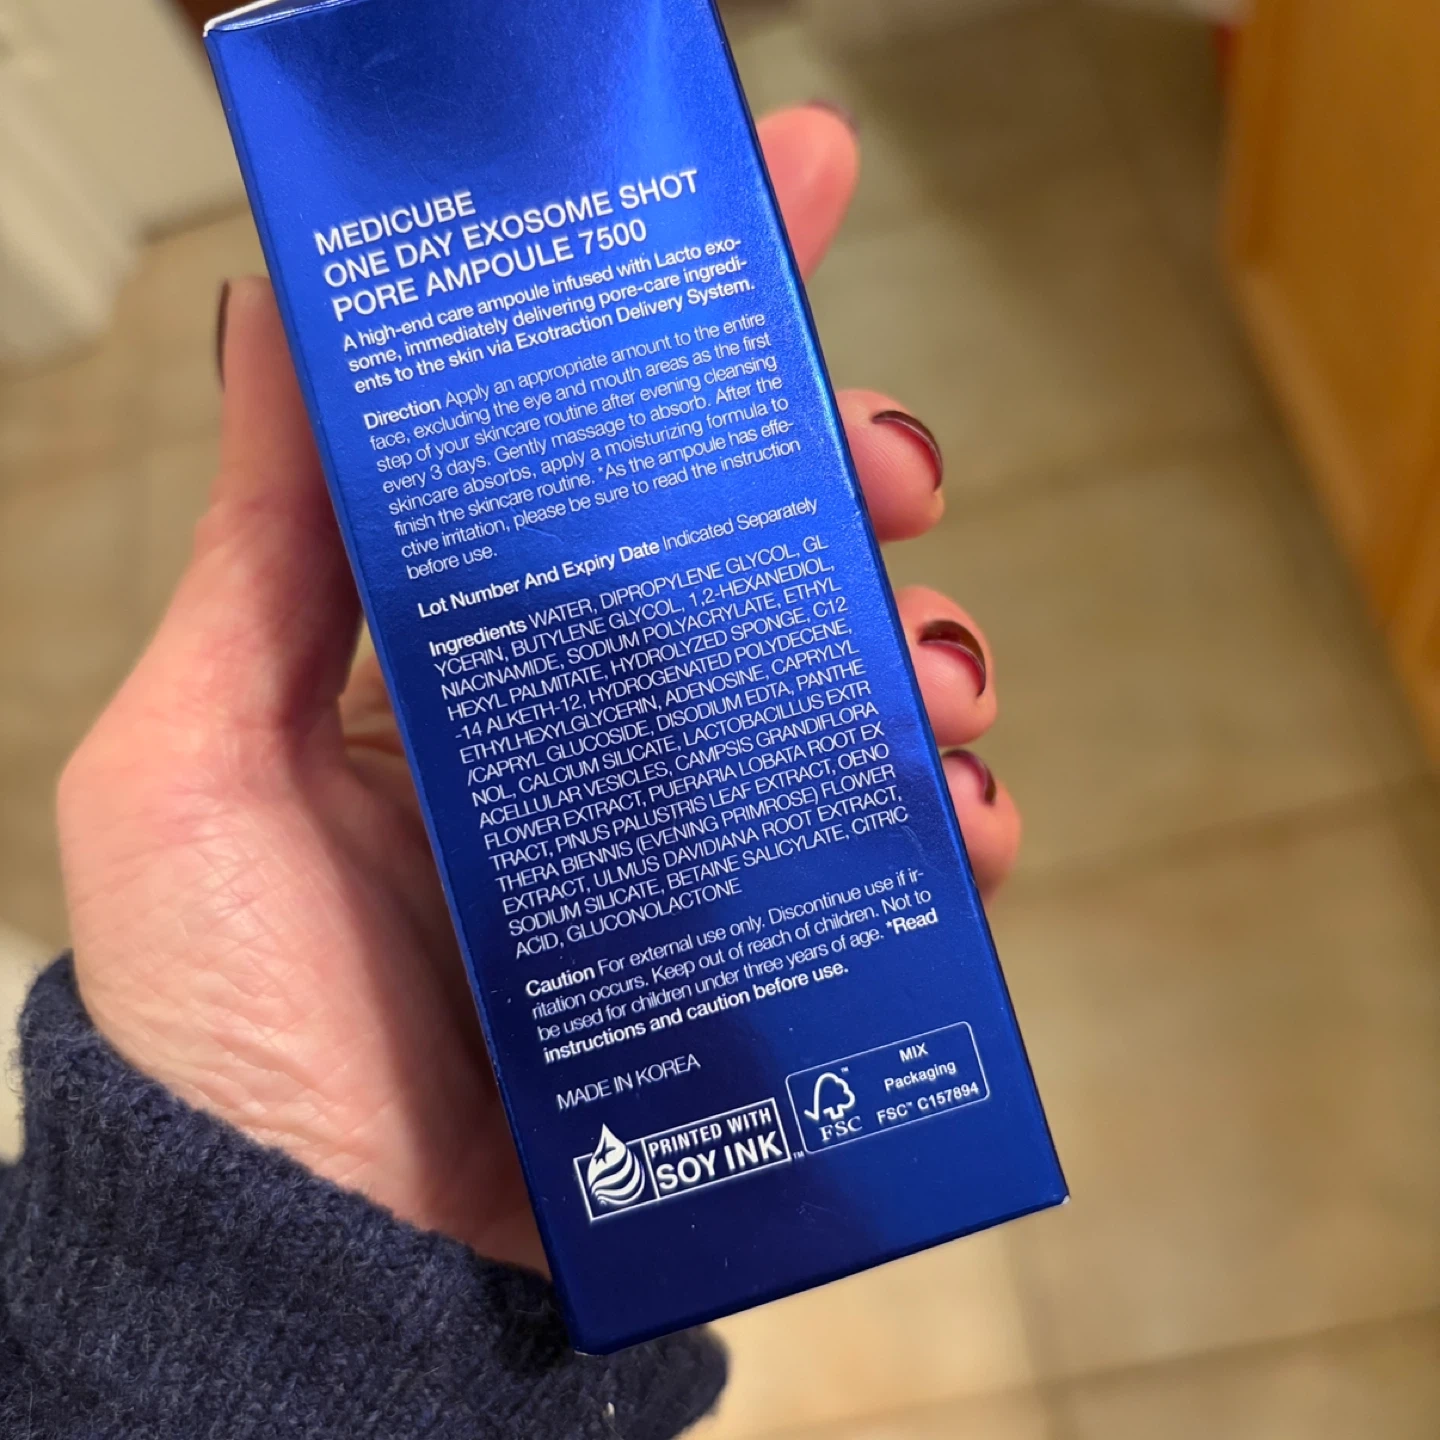 MEDICUBE
ONE DAY EXOSOME SHOT
PORE AMPOULE 7500
A high-end care ampoule infused with Lacto exo-
some, immediately delivering pore-care ingredi-
ents to the skin via Exotraction Delivery System.
Direction Apply an appropriate amount to the entire
face, excluding the eye and mouth areas as the first
step of your skincare routine after evening cleansing
every 3 days. Gently massage to absorb. After the
skincare absorbs, apply a moisturizing formula to
finish the skincare routine. *As the ampoule has effe-
ctive irritation, please be sure to read the instruction
before use.
Lot Number And Expiry Date Indicated Separately
Ingredients WATER, DIPROPYLENE GLYCOL, GL
YCERIN, BUTYLENE GLYCOL, 1,2-HEXANEDIOL,
NIACINAMIDE, SODIUM POLYACRYLATE, ETHYL
HEXYL PALMITATE, HYDROLYZED SPONGE, C12
-14 ALKETH-12, HYDROGENATED POLYDECENE,
ETHYLHEXYLGLYCERIN, ADENOSINE, CAPRYLYL
/CAPRYL GLUCOSIDE, DISODIUM EDTA, PANTHE
NOL, CALCIUM SILICATE, LACTOBACILLUS EXTR
ACELLULAR VESICLES, CAMPSIS GRANDIFLORA
FLOWER EXTRACT, PUERARIA LOBATA ROOT EX
TRACT, PINUS PALUSTRIS LEAF EXTRACT, OENO
THERA BIENNIS (EVENING PRIMROSE) FLOWER
EXTRACT, ULMUS DAVIDIANA ROOT EXTRACT,
SODIUM SILICATE, BETAINE SALICYLATE, CITRIC
ACID, GLUCONOLACTONE
Caution For external use only. Discontinue use if ir-
ritation occurs. Keep out of reach of children. Not to
be used for children under three years of age. *Read
instructions and caution before use.
MADE IN KOREA
PRINTED WITH
SOY INK™
FSC
MIX
Packaging
FSC™ C157894